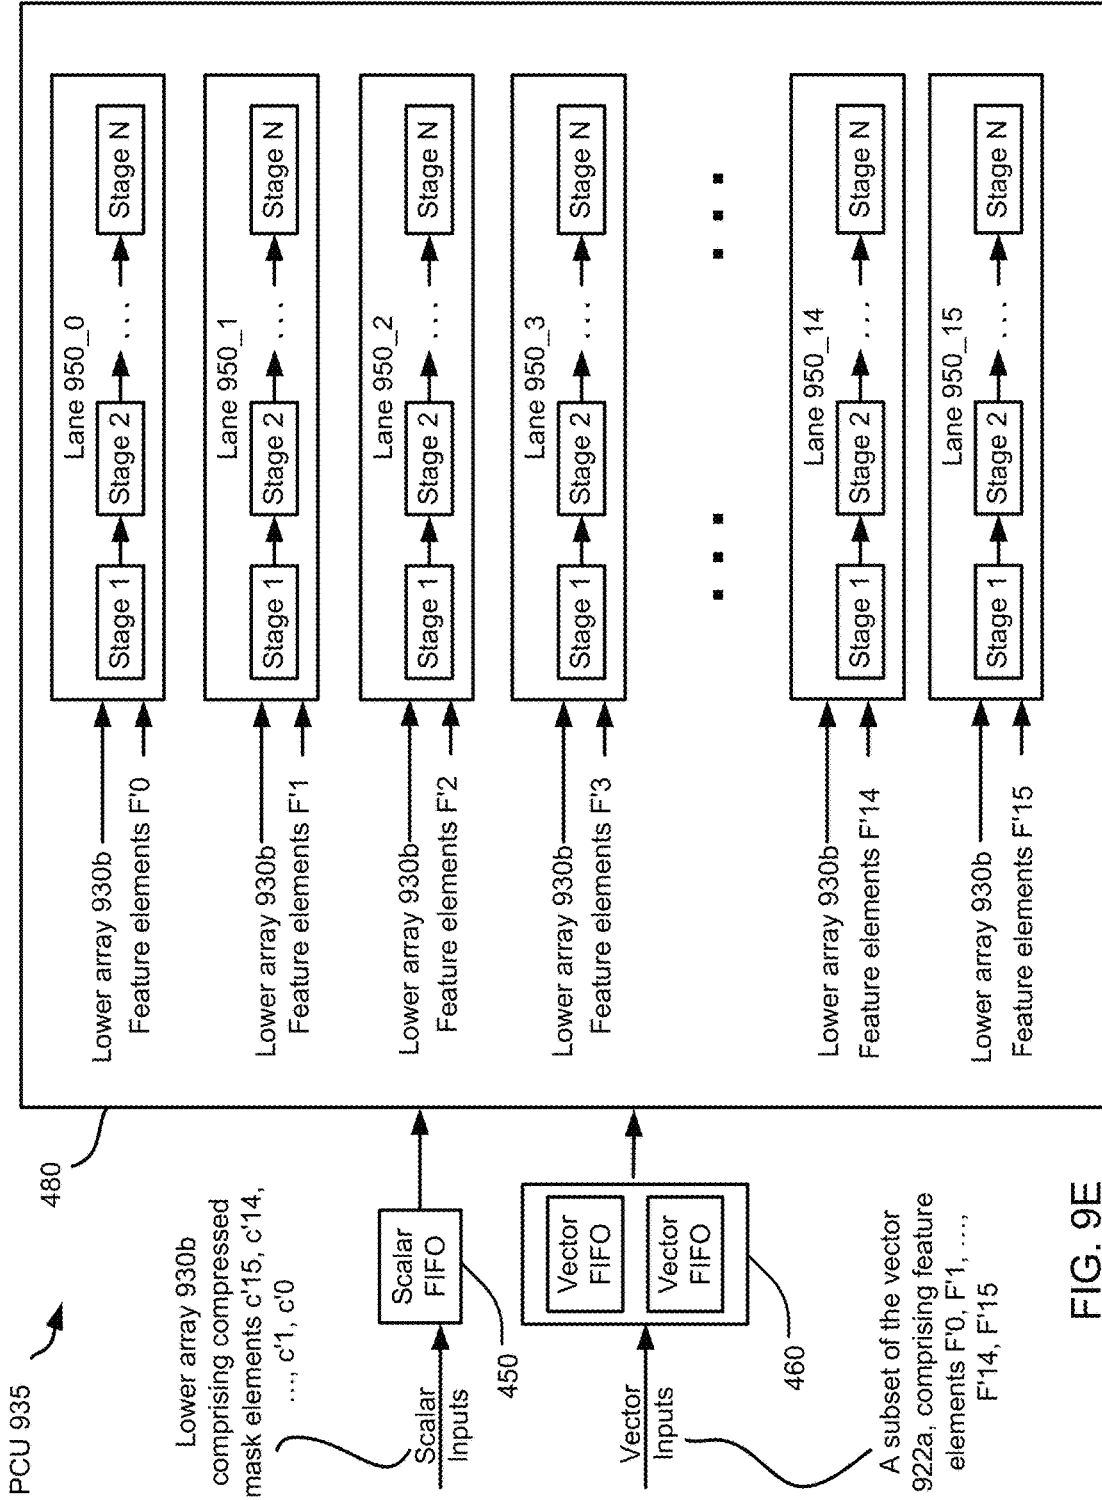 PCU 935
480
Lower array 930b
comprising compressed
mask elements c'15, c'14,
..., c'1, c'0
Scalar
Inputs
Scalar
FIFO
450
Vector
Inputs
Vector
FIFO
Vector
FIFO
460
A subset of the vector
922a, comprising feature
elements F'0, F'1, ....,
F'14, F'15
Lower array 930b
Feature elements F'0
Lane 950_0
Stage 1
Stage 2
...
Stage N
Lower array 930b
Feature elements F'1
Lane 950_1
Stage 1
Stage 2
...
Stage N
Lower array 930b
Feature elements F'2
Lane 950_2
Stage 1
Stage 2
...
Stage N
Lower array 930b
Feature elements F'3
Lane 950_3
Stage 1
Stage 2
...
Stage N
Lower array 930b
Feature elements F'14
Lane 950_14
Stage 1
Stage 2
...
Stage N
Lower array 930b
Feature elements F'15
Lane 950_15
Stage 1
Stage 2
...
Stage N
FIG. 9E